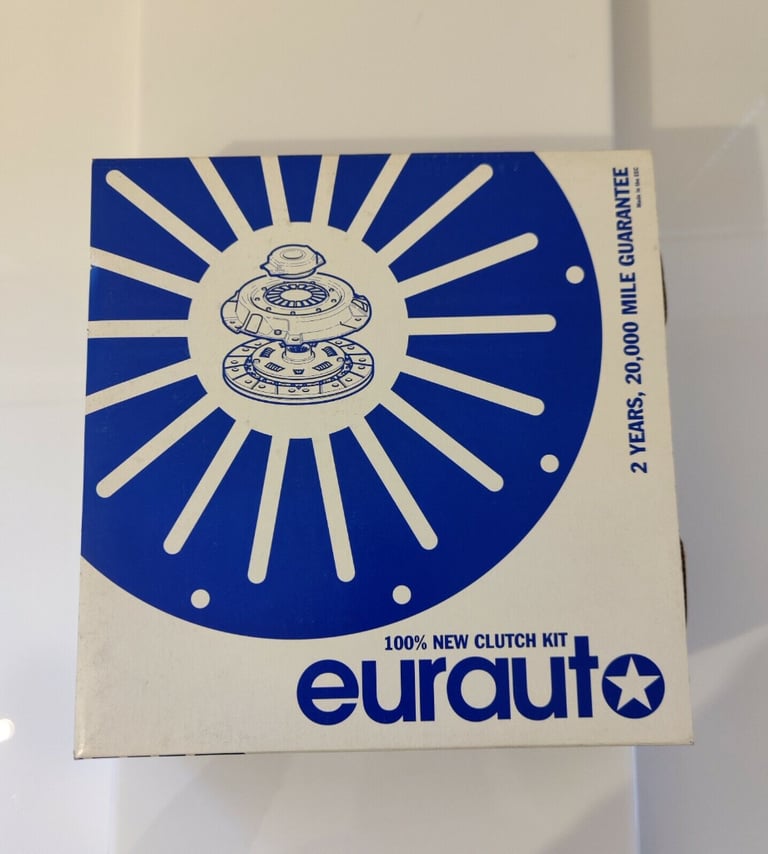 2 YEARS, 20,000 MILE GUARANTEE
Made in the EEC
100% NEW CLUTCH KIT
eurauto